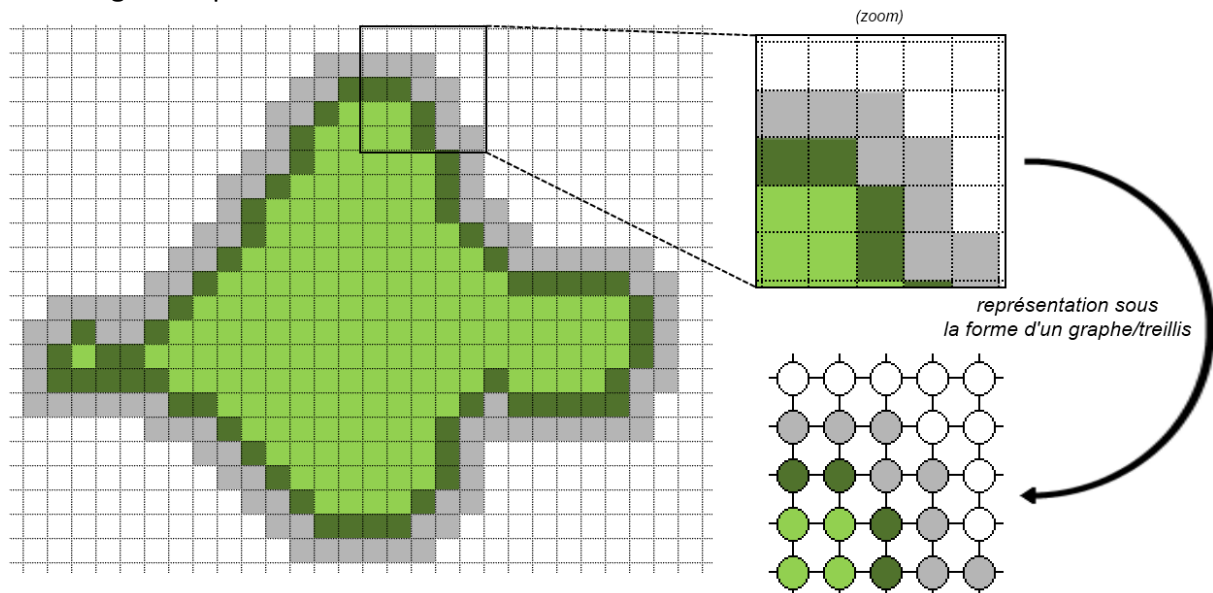 (zoom)
représentation sous
la forme d'un graphe/treillis